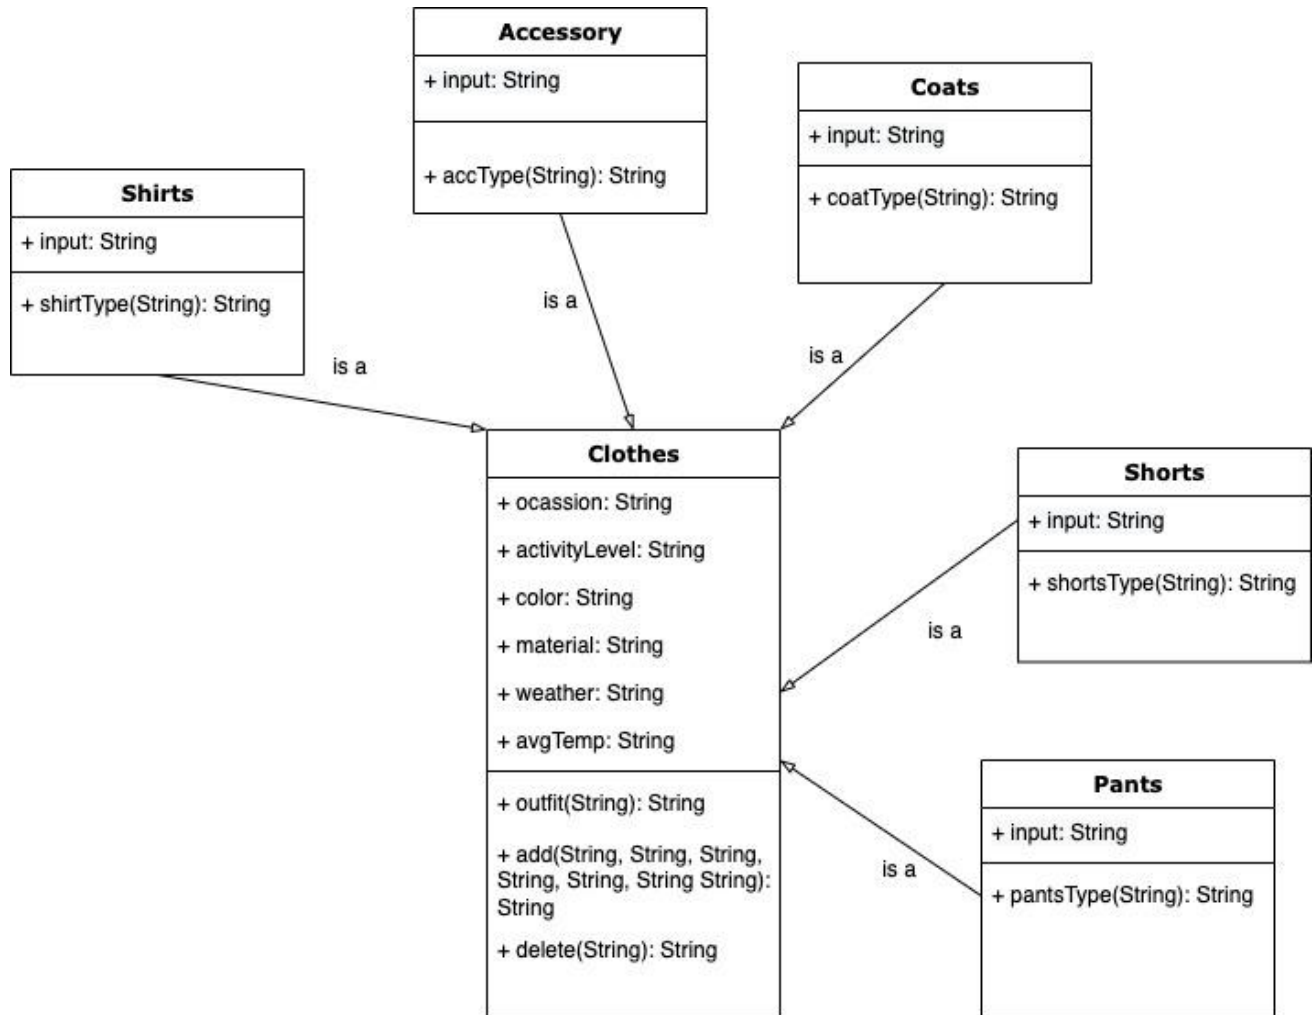 Accessory
+ input: String
+ accType(String): String
Coats
+ input: String
+ coatType(String): String
Shirts
+ input: String
+ shirtType(String): String
is a
is a
is a
Clothes
+ ocassion: String
+ activityLevel: String
+ color: String
+ material: String
+ weather: String
+ avgTemp: String
+ outfit(String): String
+ add(String, String, String,
String, String, String String):
String
+ delete(String): String
Shorts
+ input: String
+ shortsType(String): String
is a
Pants
+ input: String
+ pantsType(String): String
is a